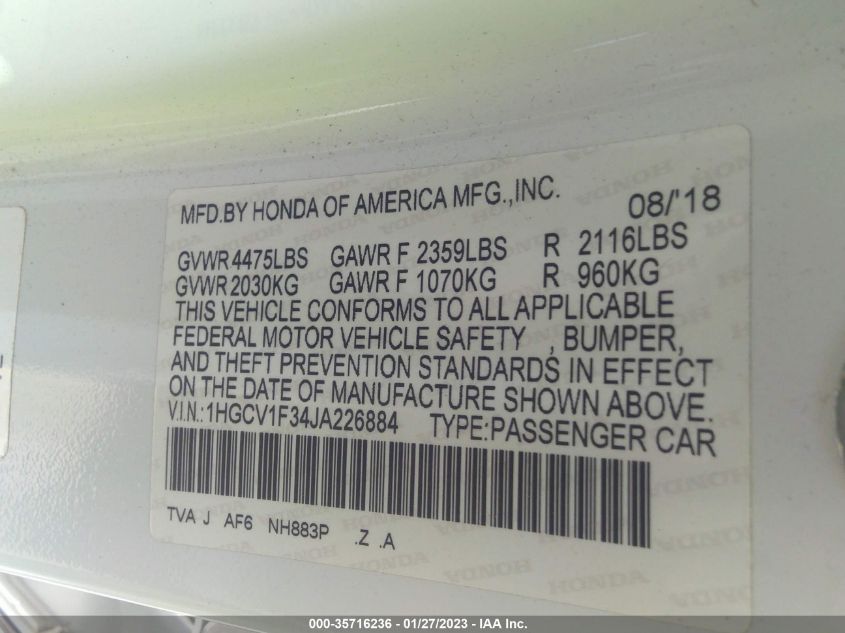 MFD.BY HONDA OF AMERICA MFG.,INC. 08/'18
GVWR 4475LBS GAWR F 2359LBS R 2116LBS
GVWR 2030KG GAWR F 1070KG R 960KG
THIS VEHICLE CONFORMS TO ALL APPLICABLE
FEDERAL MOTOR VEHICLE SAFETY , BUMPER,
AND THEFT PREVENTION STANDARDS IN EFFECT
ON THE DATE OF MANUFACTURE SHOWN ABOVE.
V.I.N.:1HGCV1F34JA226884 TYPE:PASSENGER CAR
TVA J AF6 NH883P .Z .A
HONDA HONDA HONDA
000-35716236 - 01/27/2023 - IAA Inc.